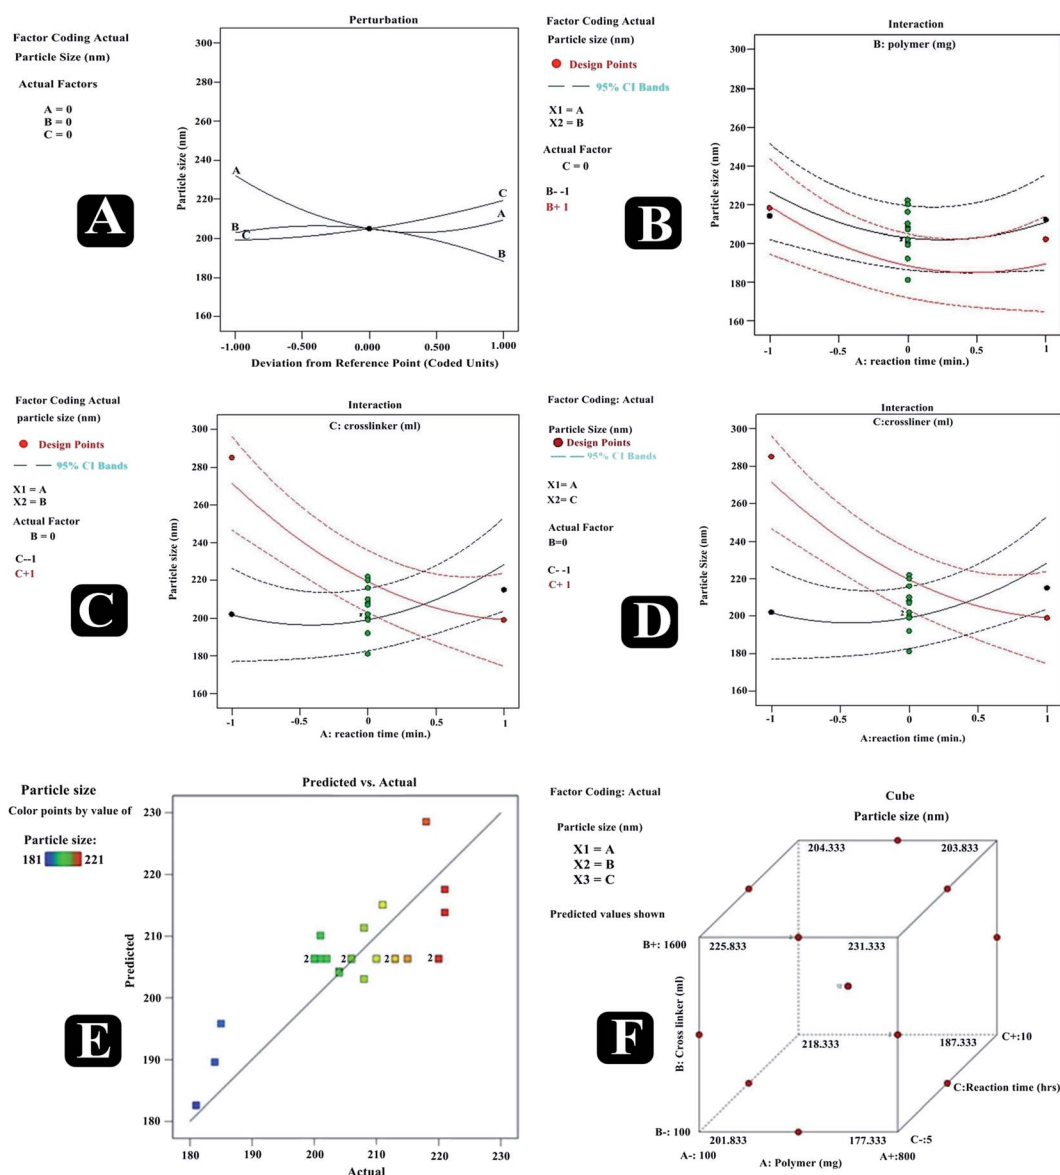 Factor Coding Actual
Particle Size (nm)
Actual Factors
A = 0
B = 0
C = 0
A
Perturbation
Particle size (nm)
300
280
260
240
220
200
180
160
A
B
C
C
A
B
-1.000
-0.500
0.000
0.500
1.000
Deviation from Reference Point (Coded Units)
Factor Coding Actual
Particle size (nm)
Design Points
95% CI Bands
X1 = A
X2 = B
Actual Factor
C = 0
B- -1
B+ 1
B
Interaction
B: polymer (mg)
Particle size (nm)
300
280
260
240
220
200
180
160
-1
-0.5
0
0.5
1
A: reaction time (min.)
Factor Coding Actual
particle size (nm)
Design Points
95% CI Bands
X1 = A
X2 = B
Actual Factor
B = 0
C--1
C+1
C
Interaction
C: crosslinker (ml)
Particle size (nm)
300
280
260
240
220
200
180
160
-1
-0.5
0
0.5
1
A:reaction time (min.)
Factor Coding: Actual
Particle Size (nm)
Design Points
95% CI Bands
X1= A
X2= C
Actual Factor
B=0
C- -1
C+ 1
D
Interaction
C:crossliner (ml)
Particle Size (nm)
300
280
260
240
220
200
180
160
2
-1
-0.5
0
0.5
1
A:reaction time (min.)
Particle size
Color points by value of
Particle size:
181 221
E
Predicted vs. Actual
Predicted
230
220
210
200
190
180
2
2
2
2
180
190
200
210
220
230
Actual
Factor Coding: Actual
Particle size (nm)
X1 = A
X2 = B
X3 = C
Predicted values shown
F
Cube
Particle size (nm)
204.333
203.833
B+: 1600
225.833
231.333
B: Cross linker (ml)
218.333
187.333
C+:10
C:Reaction time (hrs)
B-: 100
201.833
177.333
C-:5
A-: 100
A: Polymer (mg)
A+:800